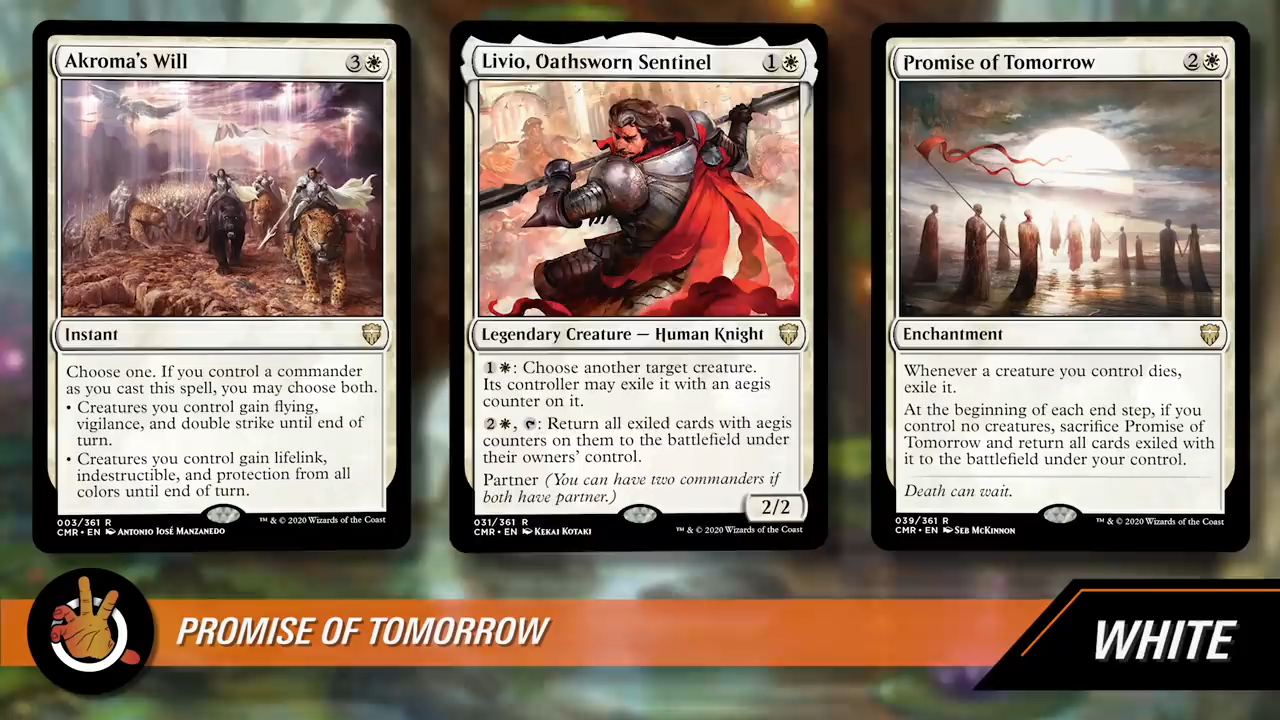 Akroma's Will 3
Instant
Choose one. If you control a commander
as you cast this spell, you may choose both.
• Creatures you control gain flying,
vigilance, and double strike until end of
turn.
• Creatures you control gain lifelink,
indestructible, and protection from all
colors until end of turn.
003/361 R
CMR • EN Antonio José Manzanedo
™ & © 2020 Wizards of the Coast
Livio, Oathsworn Sentinel 1
Legendary Creature — Human Knight
1 : Choose another target creature.
Its controller may exile it with an aegis
counter on it.
2 , : Return all exiled cards with aegis
counters on them to the battlefield under
their owners' control.
Partner (You can have two commanders if
both have partner.)
2/2
031/361 R
CMR • EN Kekai Kotaki
™ & © 2020 Wizards of the Coast
Promise of Tomorrow 2
Enchantment
Whenever a creature you control dies,
exile it.
At the beginning of each end step, if you
control no creatures, sacrifice Promise of
Tomorrow and return all cards exiled with
it to the battlefield under your control.
Death can wait.
039/361 R
CMR • EN Seb McKinnon
™ & © 2020 Wizards of the Coast
PROMISE OF TOMORROW
WHITE